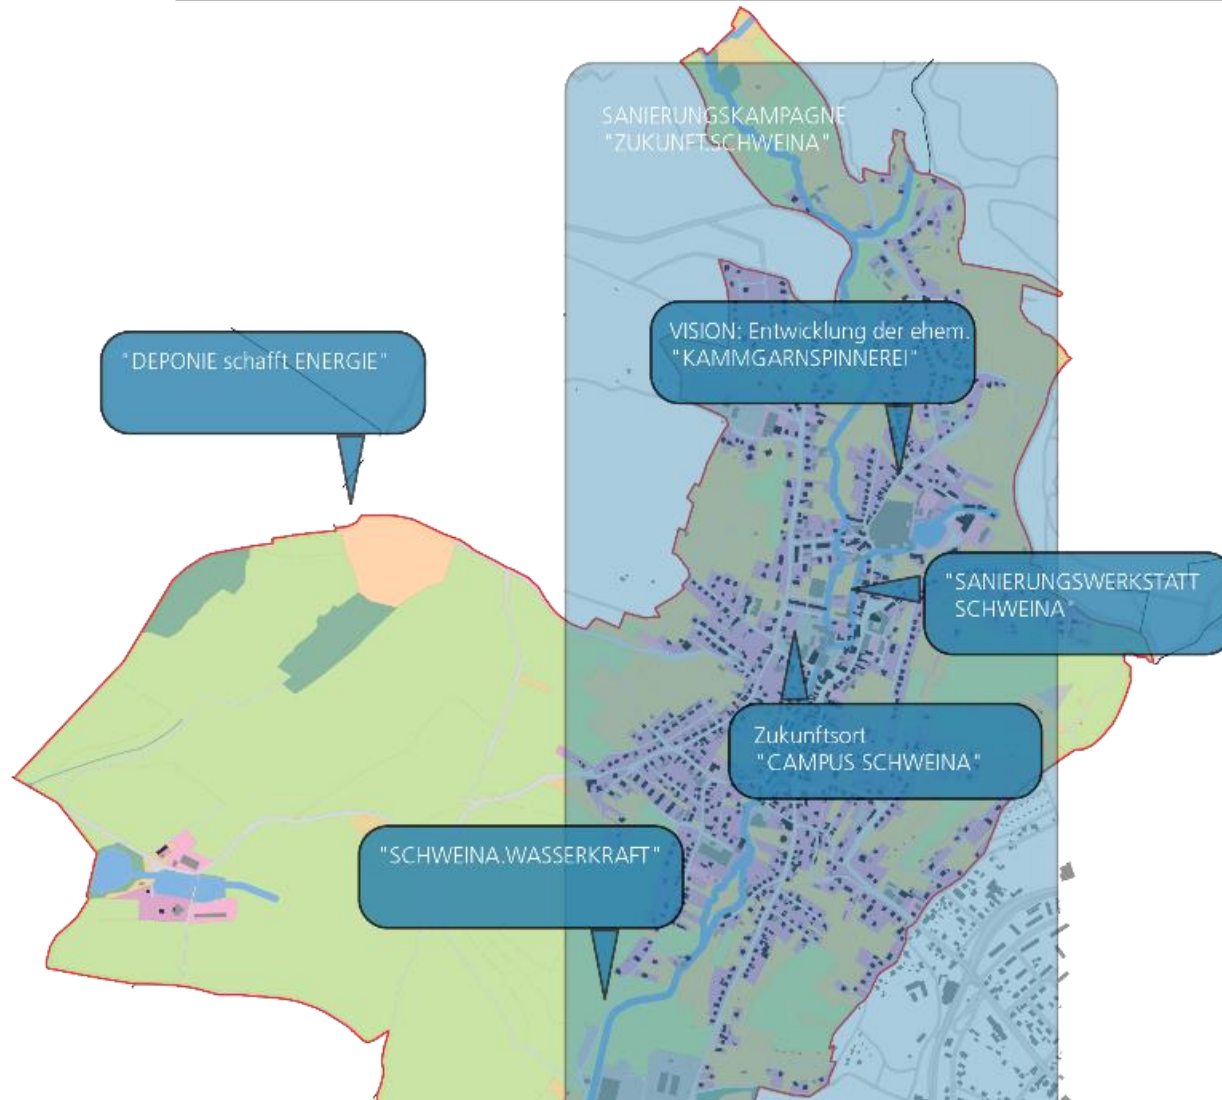 SANIERUNGSKAMPAGNE
"ZUKUNFT.SCHWEINA"
VISION: Entwicklung der ehem.
"KAMMGARNSPINNEREI"
"DEPONIE schafft ENERGIE"
"SANIERUNGSWERKSTATT
SCHWEINA"
Zukunftsort
"CAMPUS SCHWEINA"
"SCHWEINA.WASSERKRAFT"